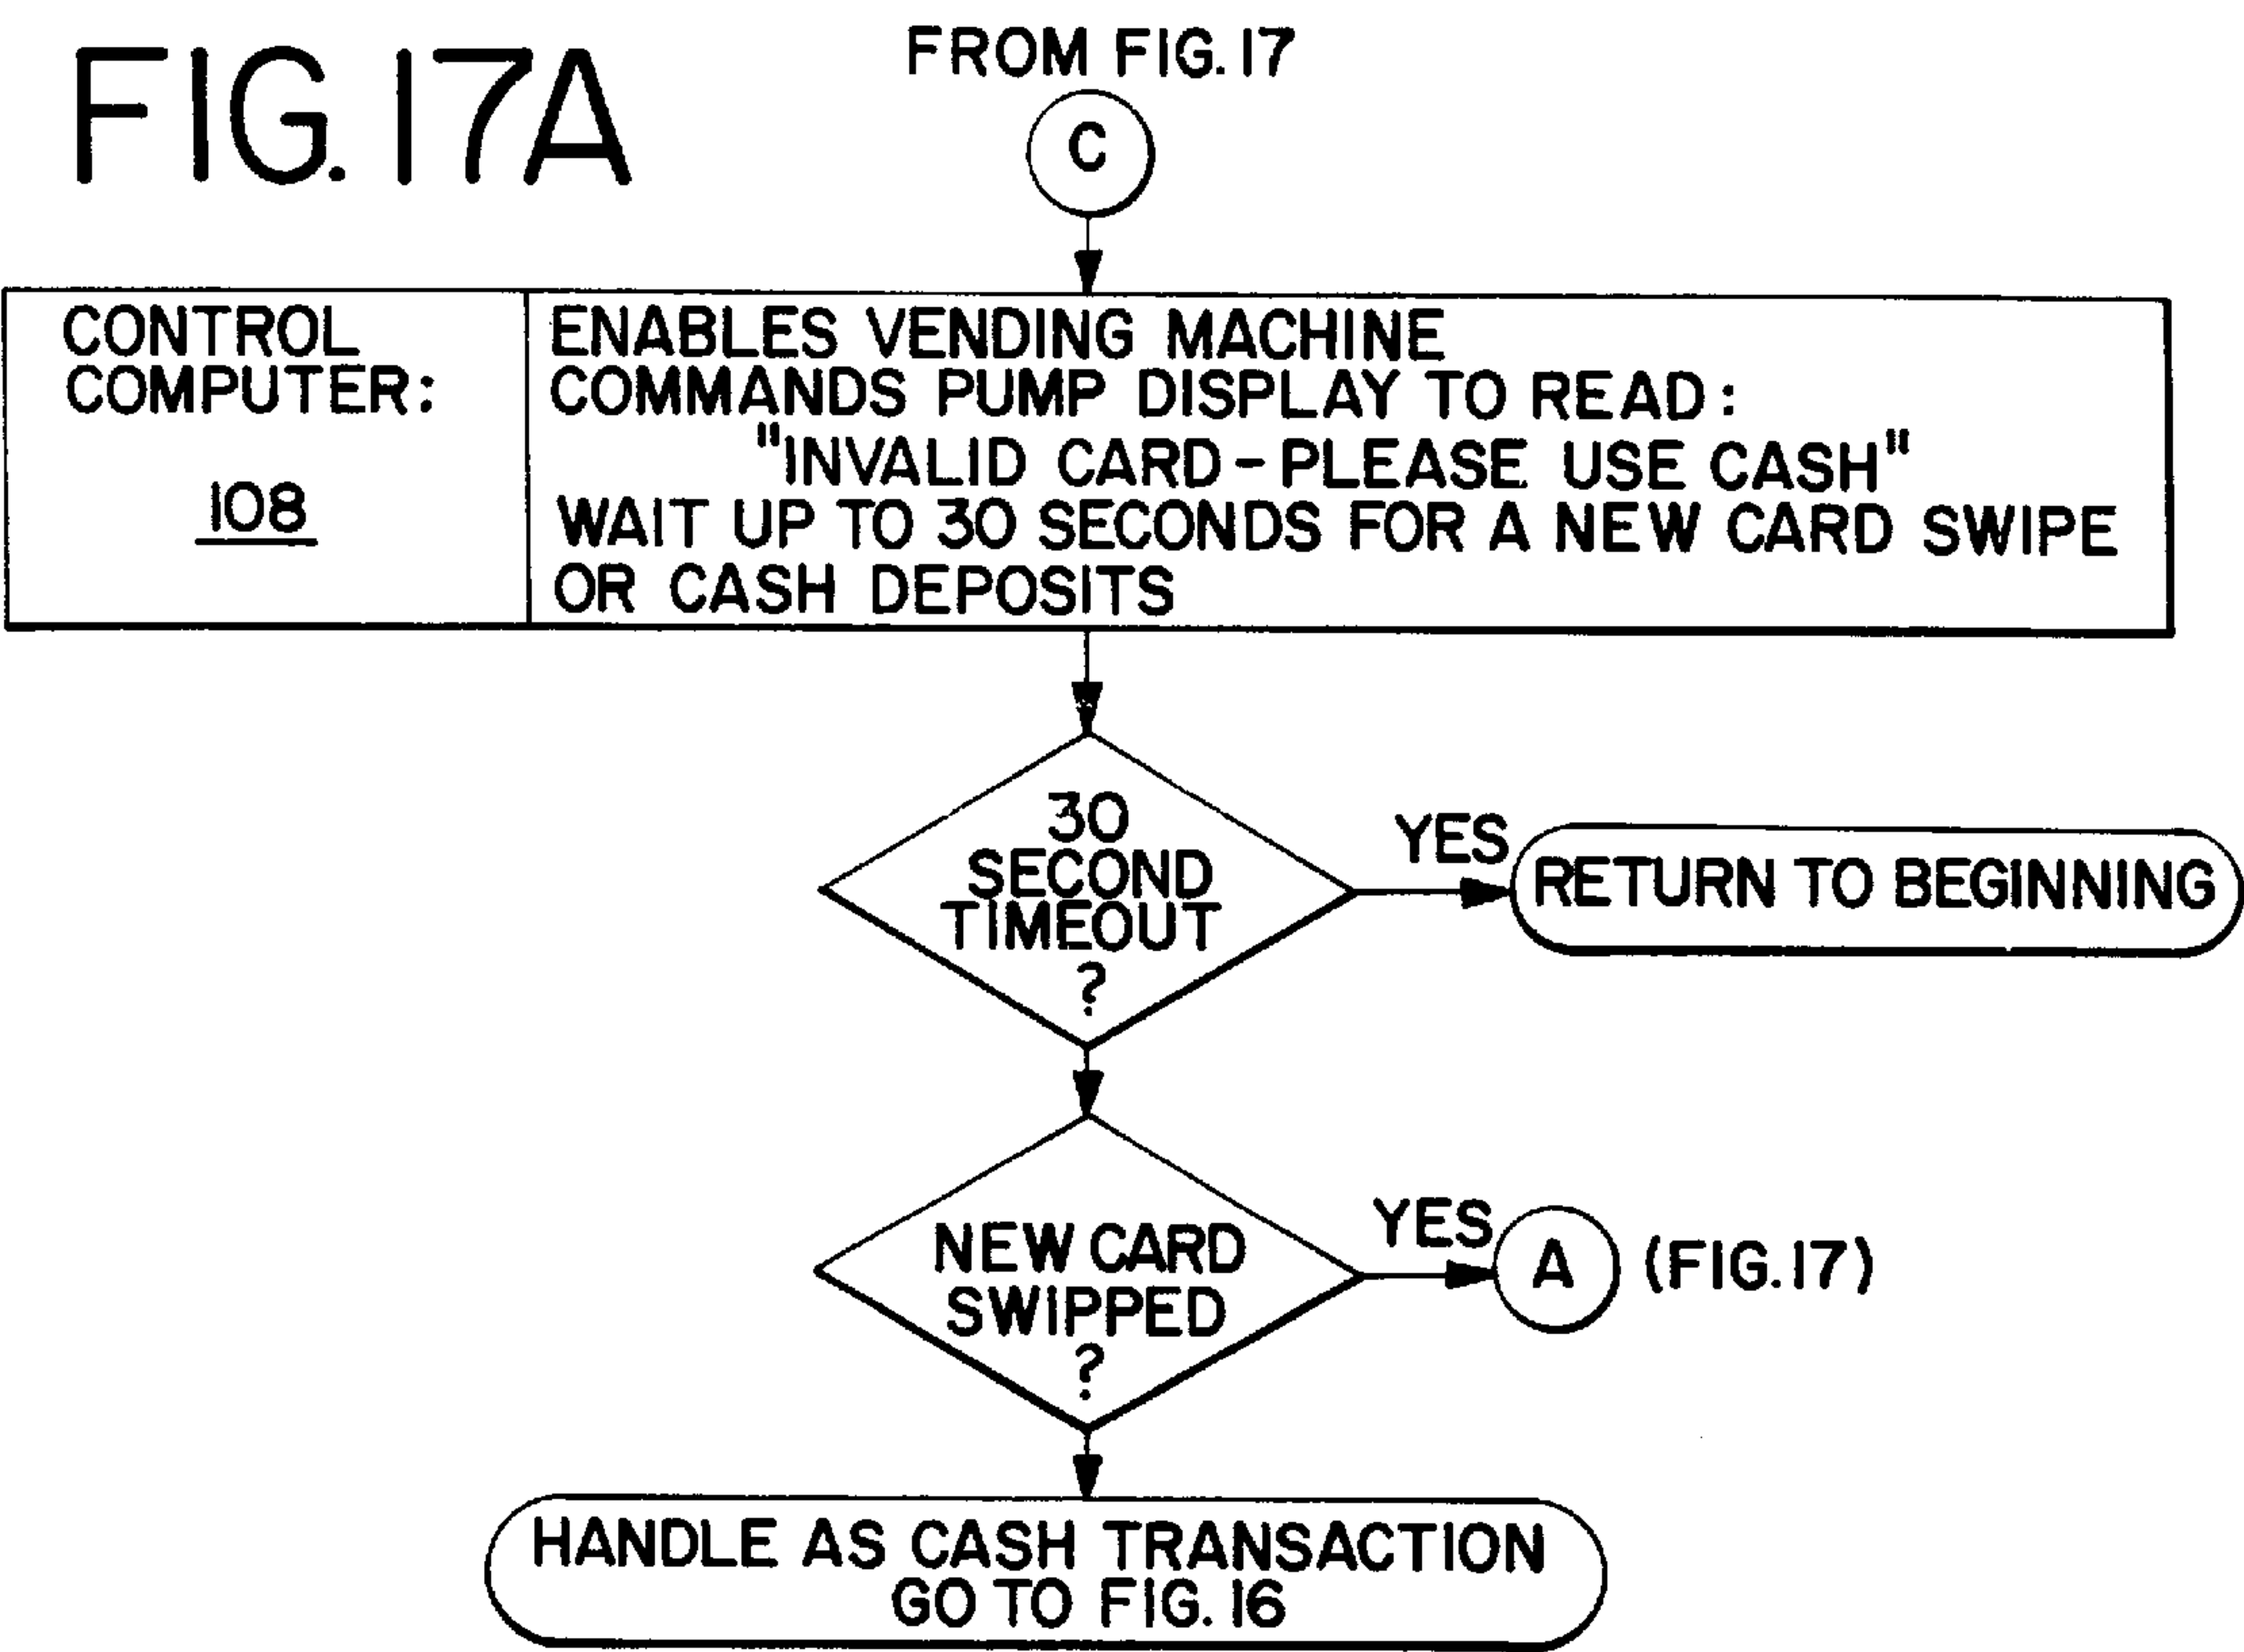 FIG. 17A
FROM FIG. 17
C
CONTROL
COMPUTER:
108
ENABLES VENDING MACHINE
COMMANDS PUMP DISPLAY TO READ:
"INVALID CARD-PLEASE USE CASH"
WAIT UP TO 30 SECONDS FOR A NEW CARD SWIPE
OR CASH DEPOSITS
30
SECOND
TIMEOUT
?
YES
RETURN TO BEGINNING
NEW CARD
SWIPPED
?
YES
A
(FIG. 17)
HANDLE AS CASH TRANSACTION
GO TO FIG. 16